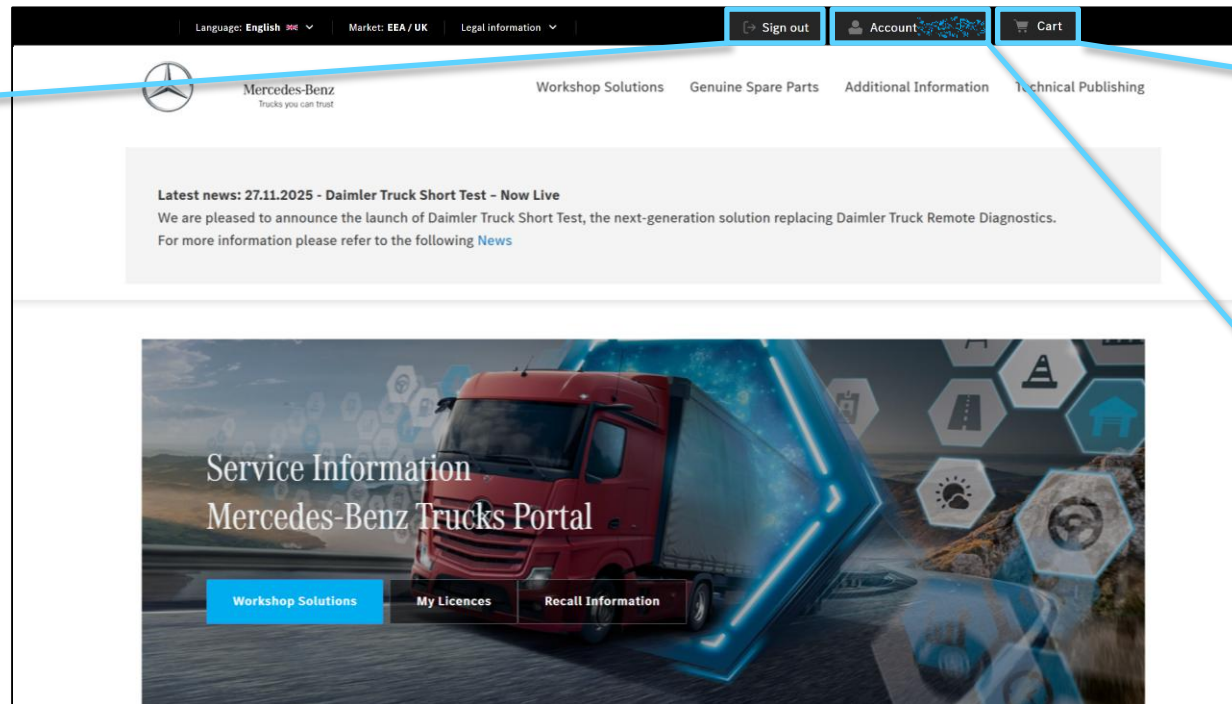 Language: English
Market: EEA / UK
Legal information
Sign out
Account
Cart
Mercedes-Benz
Trucks you can trust
Workshop Solutions
Genuine Spare Parts
Additional Information
Technical Publishing
Latest news: 27.11.2025 - Daimler Truck Short Test – Now Live
We are pleased to announce the launch of Daimler Truck Short Test, the next-generation solution replacing Daimler Truck Remote Diagnostics.
For more information please refer to the following News
Service Information
Mercedes-Benz Trucks Portal
Workshop Solutions
My Licences
Recall Information